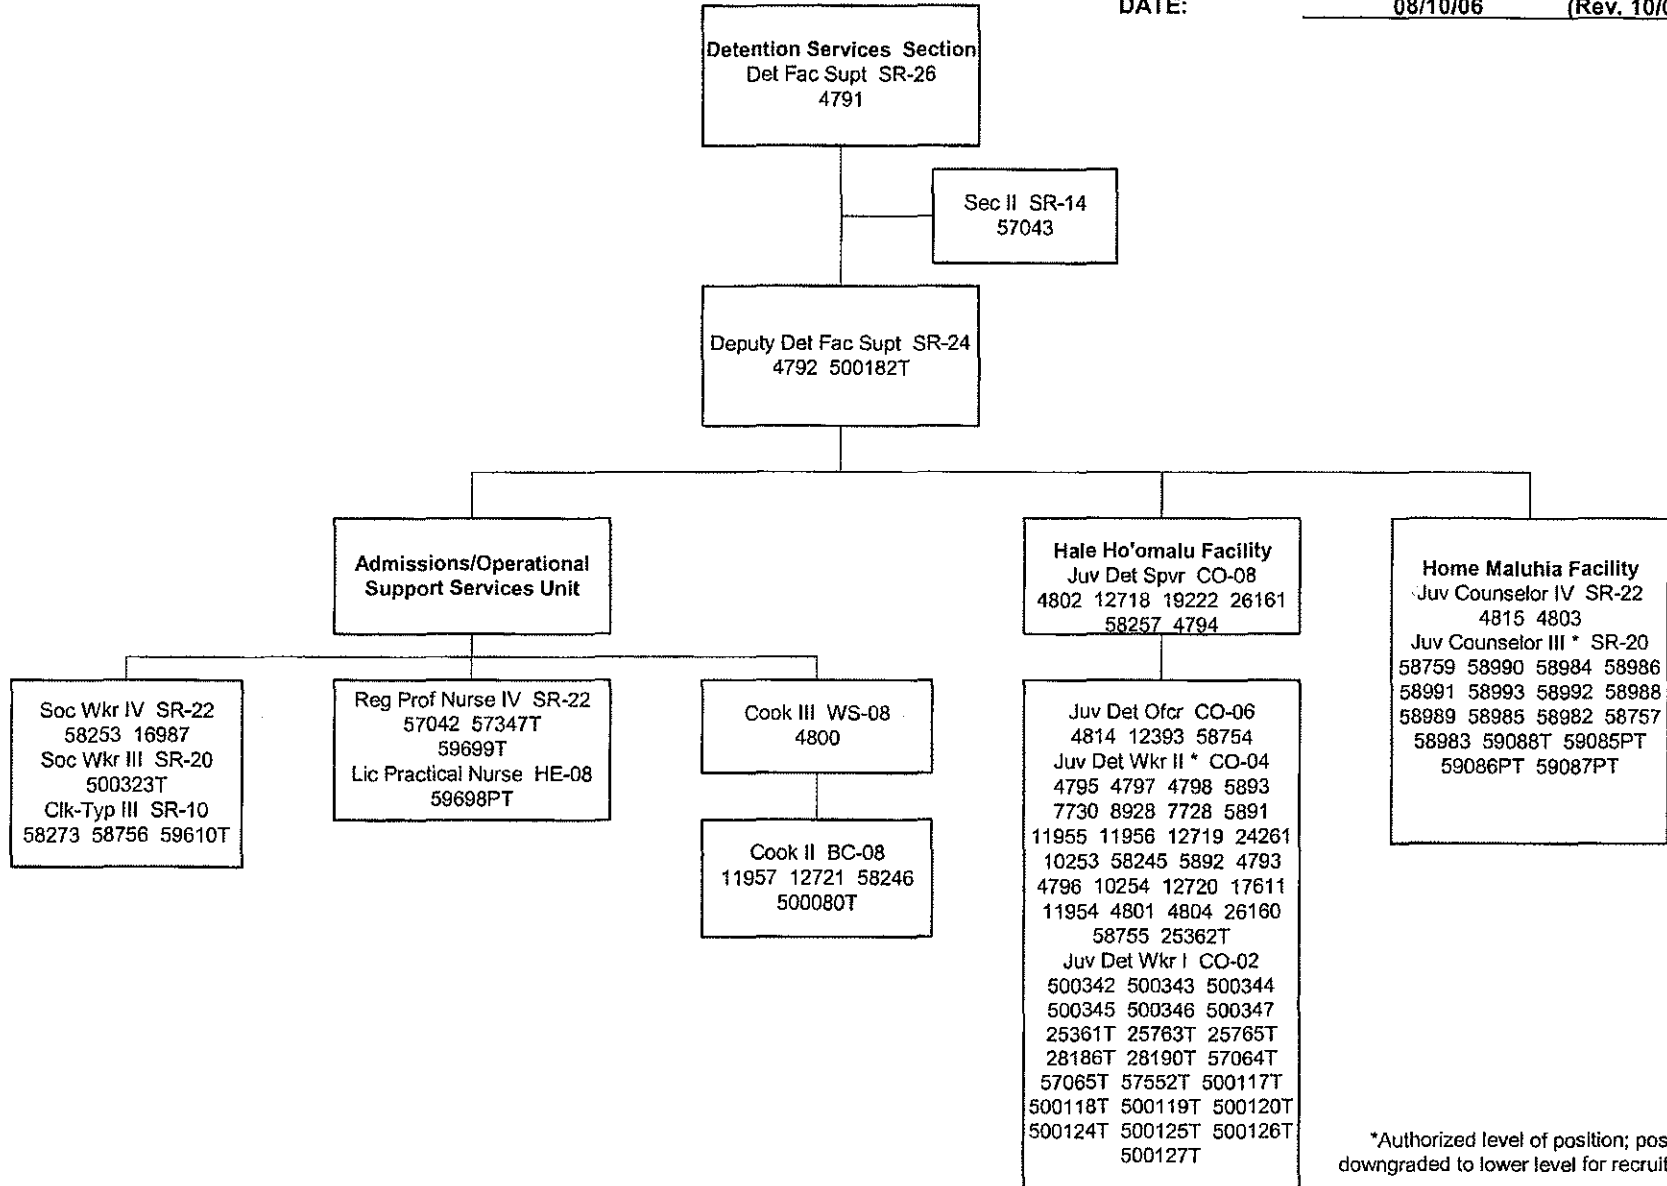 DATE: 08/10/06 (Rev. 10/0
Detention Services Section
Det Fac Supt SR-26
4791
Sec II SR-14
57043
Deputy Det Fac Supt SR-24
4792 500182T
Admissions/Operational
Support Services Unit
Soc Wkr IV SR-22
58253 16987
Soc Wkr III SR-20
500323T
Clk-Typ III SR-10
58273 58756 59610T
Reg Prof Nurse IV SR-22
57042 57347T
59699T
Lic Practical Nurse HE-08
59698PT
Cook III WS-08
4800
Cook II BC-08
11957 12721 58246
500080T
Hale Ho'omalu Facility
Juv Det Spvr CO-08
4802 12718 19222 26161
58257 4794
Juv Det Ofcr CO-06
4814 12393 58754
Juv Det Wkr II * CO-04
4795 4797 4798 5893
7730 8928 7728 5891
11955 11956 12719 24261
10253 58245 5892 4793
4796 10254 12720 17611
11954 4801 4804 26160
58755 25362T
Juv Det Wkr I CO-02
500342 500343 500344
500345 500346 500347
25361T 25763T 25765T
28186T 28190T 57064T
57065T 57552T 500117T
500118T 500119T 500120T
500124T 500125T 500126T
500127T
Home Maluhia Facility
Juv Counselor IV SR-22
4815 4803
Juv Counselor III * SR-20
58759 58990 58984 58986
58991 58993 58992 58988
58989 58985 58982 58757
58983 59088T 59085PT
59086PT 59087PT
*Authorized level of position; pos
downgraded to lower level for recruit